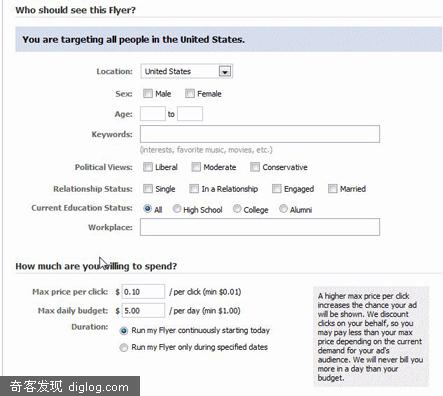 Who should see this Flyer?
You are targeting all people in the United States.
Location: United States
Sex: Male Female
Age: to
Keywords:
(interests, favorite music, movies, etc.)
Political Views: Liberal Moderate Conservative
Relationship Status: Single In a Relationship Engaged Married
Current Education Status: All High School College Alumni
Workplace:
How much are you willing to spend?
Max price per click: $ 0.10 / per click (min $0.01)
Max daily budget: $ 5.00 / per day (min $1.00)
Duration: Run my Flyer continuously starting today
Run my Flyer only during specified dates
A higher max price per click
increases the chance your ad
will be shown. We discount
clicks on your behalf, so you
may pay less than your max
price depending on the current
demand for your ad's
audience. We will never bill you
more in a day than your
budget.
奇客发现 diglog.com